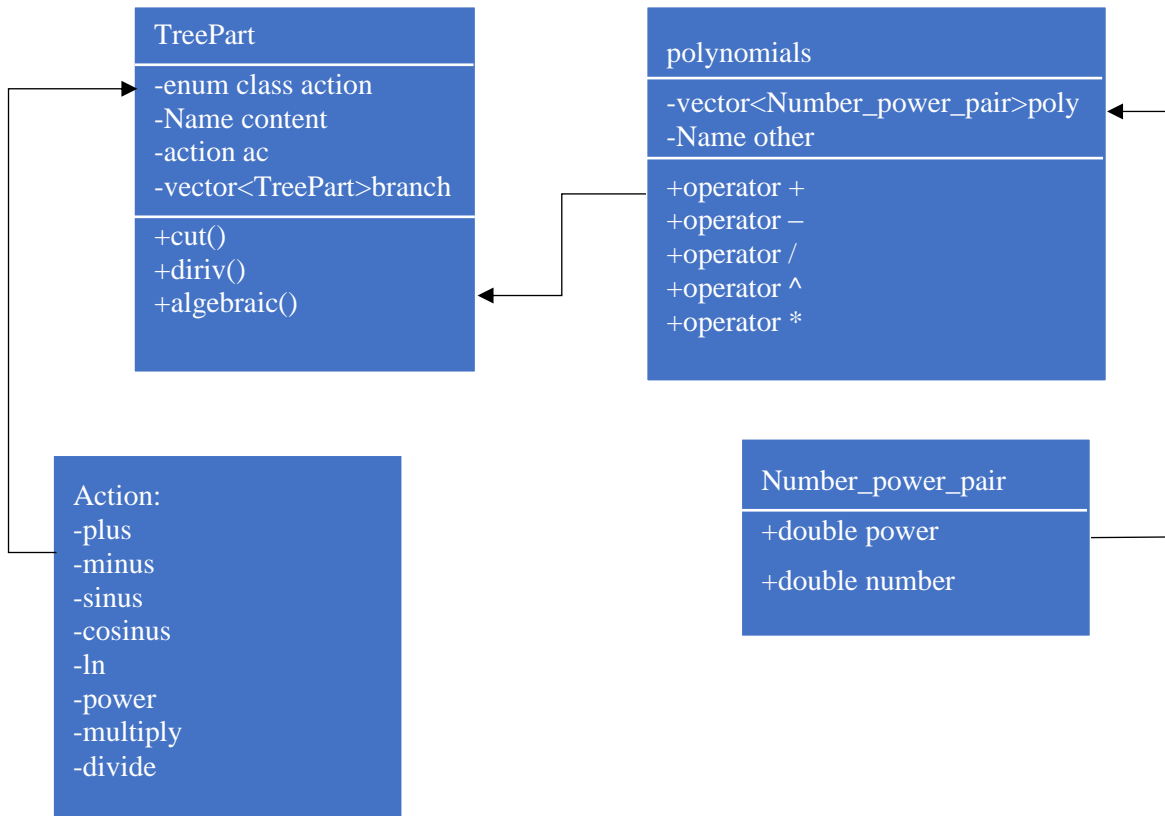 TreePart
-enum class action
-Name content
-action ac
-vector<TreePart>branch
+cut()
+diriv()
+algebraic()
polynomials
-vector<Number_power_pair>poly
-Name other
+operator +
+operator –
+operator /
+operator ^
+operator *
Action:
-plus
-minus
-sinus
-cosinus
-ln
-power
-multiply
-divide
Number_power_pair
+double power
+double number